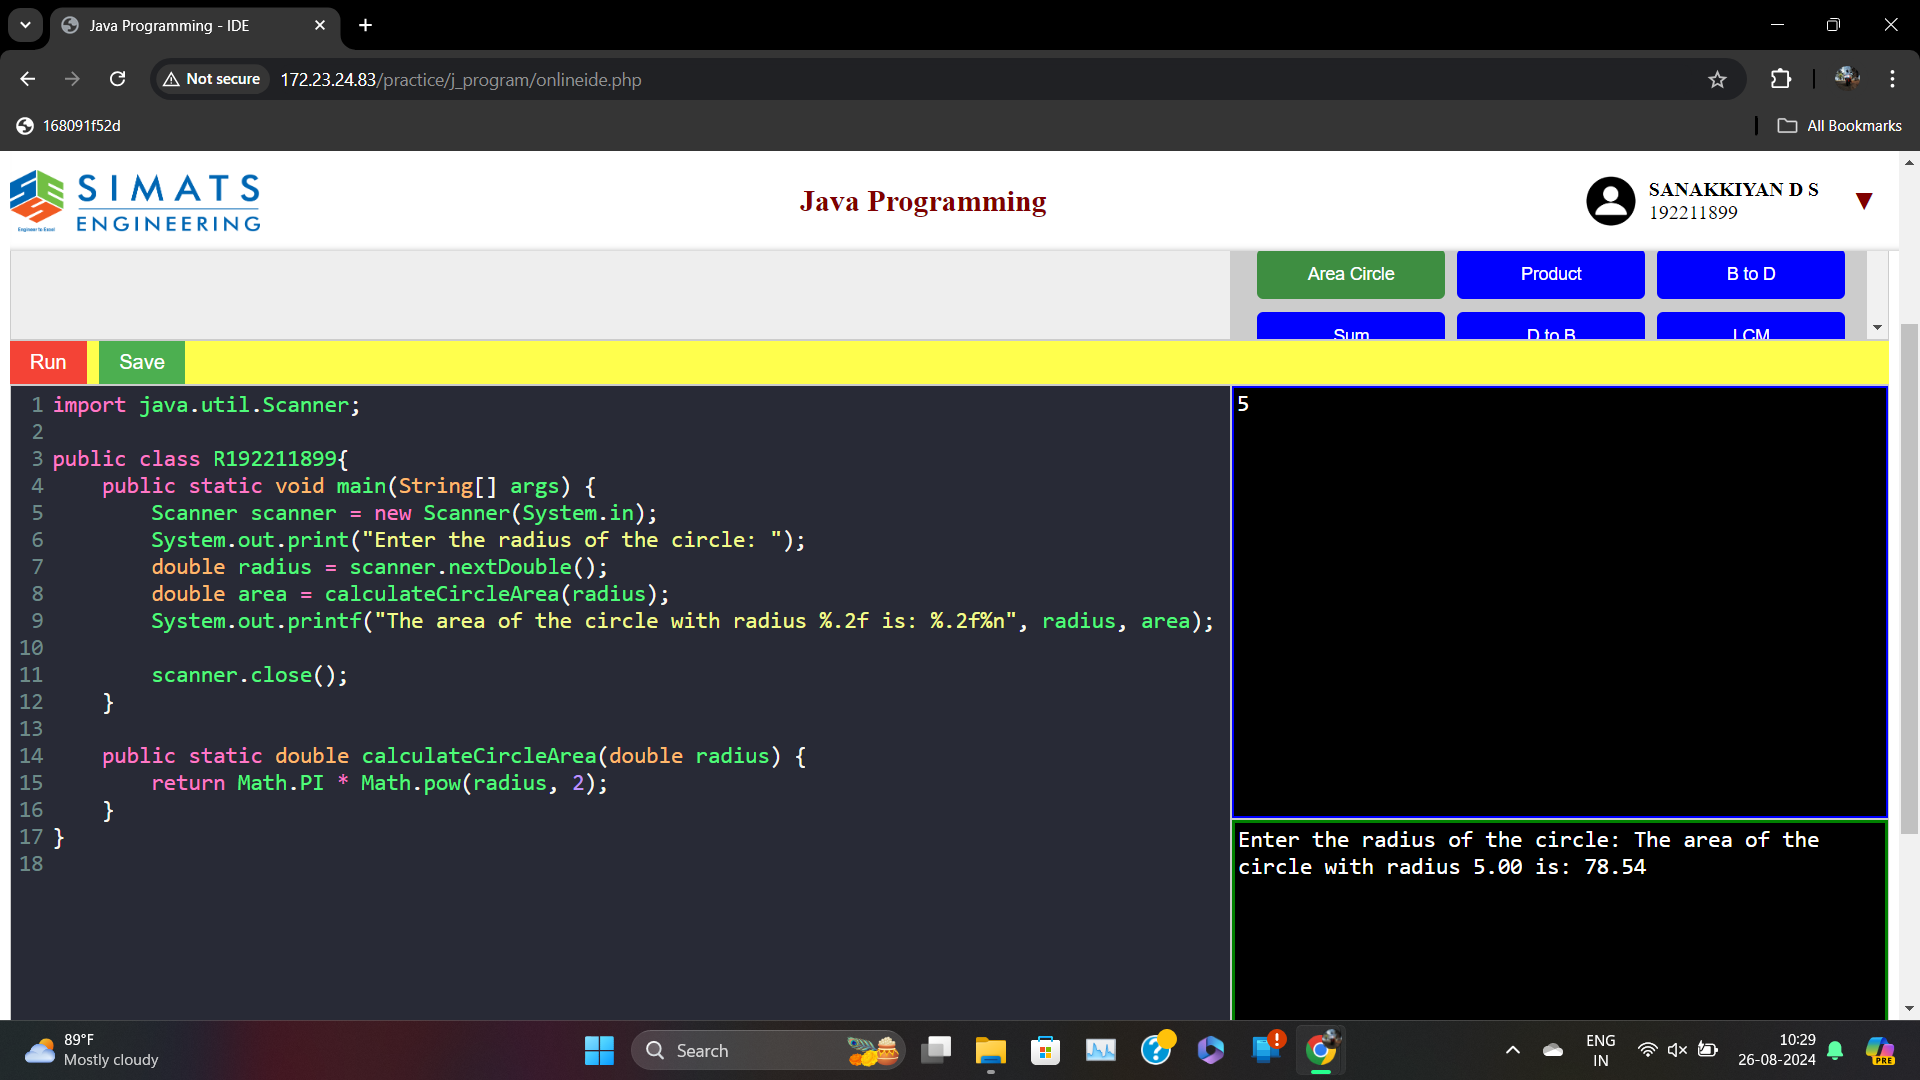 Java Programming - IDE
Not secure
172.23.24.83/practice/j_program/onlineide.php
168091f52d
All Bookmarks
SIMATS
ENGINEERING
Engineer to Excel
Java Programming
SANAKKIYAN D S
192211899
Area Circle
Product
B to D
Sum
D to B
LCM
Run
Save
1 import java.util.Scanner;
2
3 public class R192211899{
4 public static void main(String[] args) {
5 Scanner scanner = new Scanner(System.in);
6 System.out.print("Enter the radius of the circle: ");
7 double radius = scanner.nextDouble();
8 double area = calculateCircleArea(radius);
9 System.out.printf("The area of the circle with radius %.2f is: %.2f%n", radius, area);
10
11 scanner.close();
12 }
13
14 public static double calculateCircleArea(double radius) {
15 return Math.PI * Math.pow(radius, 2);
16 }
17 }
18
5
Enter the radius of the circle: The area of the
circle with radius 5.00 is: 78.54
89°F
Mostly cloudy
Search
ENG
IN
10:29
26-08-2024
PRE